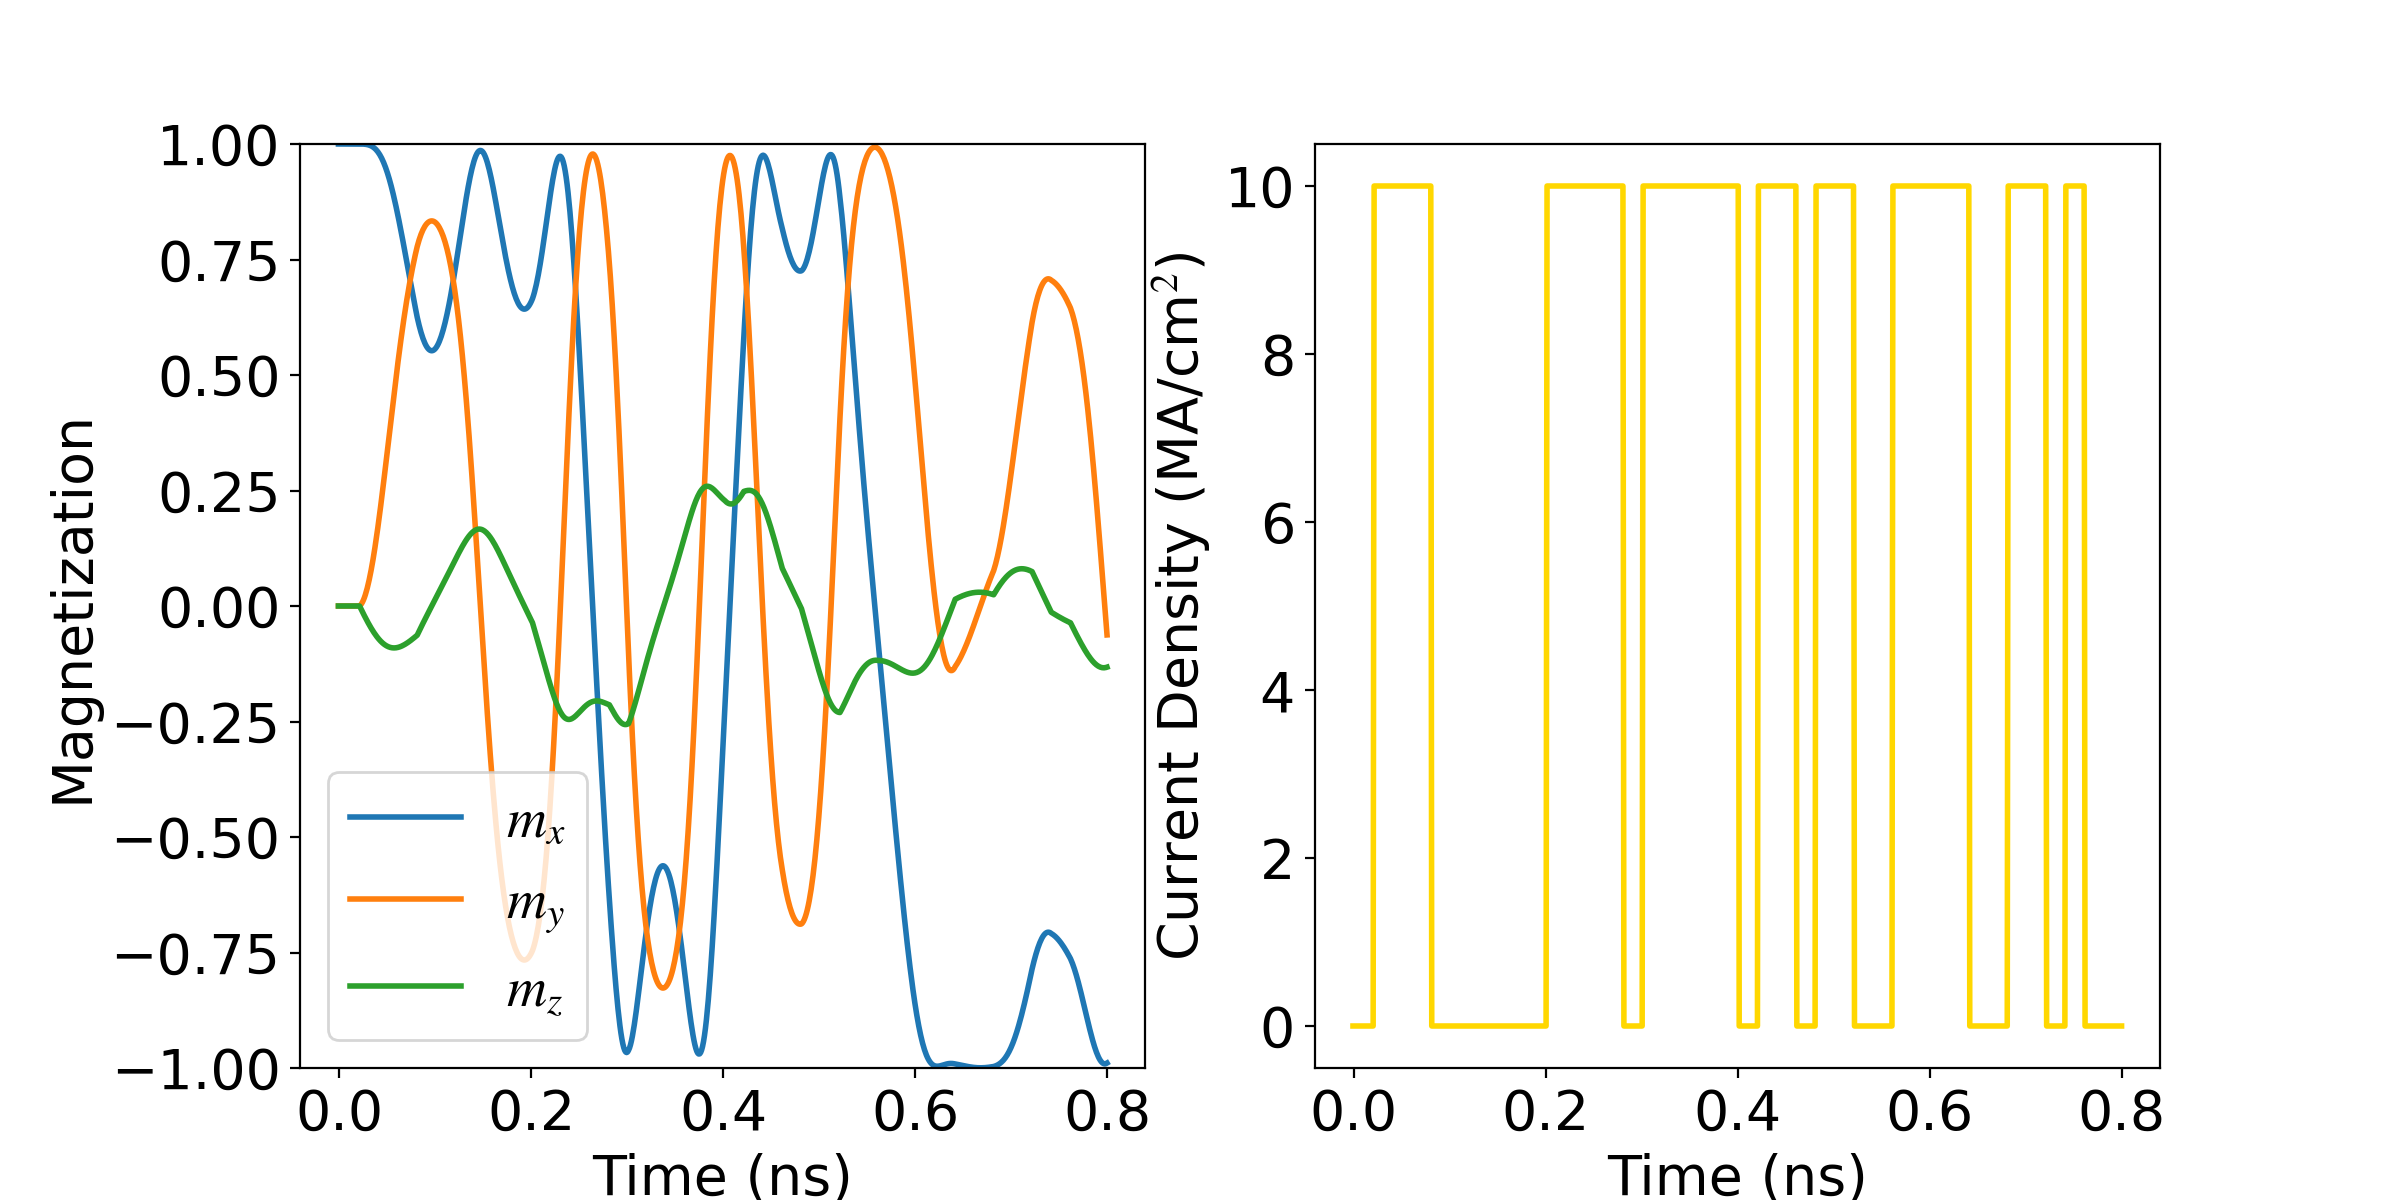 Magnetization
1.00
0.75
0.50
0.25
0.00
−0.25
−0.50
−0.75
−1.00
m_x
m_y
m_z
0.0 0.2 0.4 0.6 0.8
Time (ns)
Current Density (MA/cm²)
10
8
6
4
2
0
0.0 0.2 0.4 0.6 0.8
Time (ns)